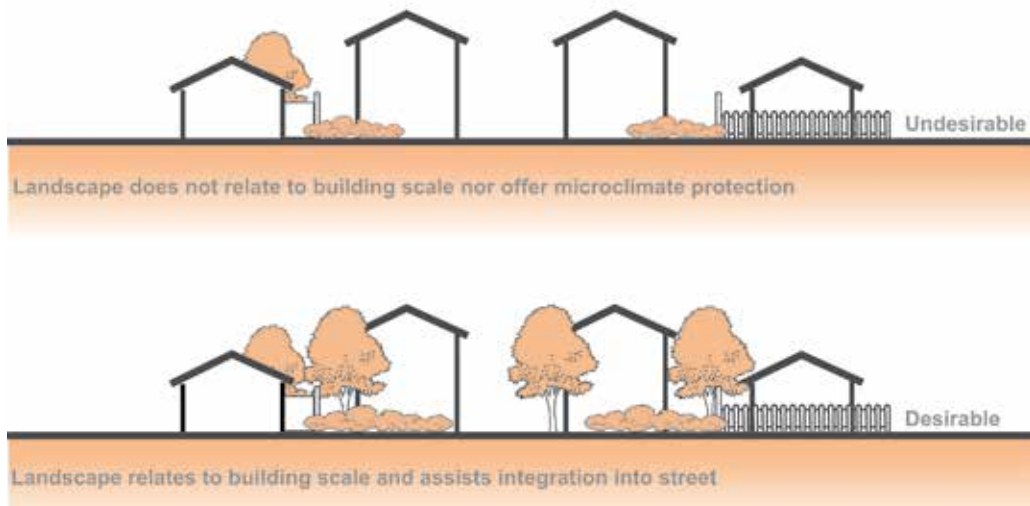 Undesirable
Landscape does not relate to building scale nor offer microclimate protection
Desirable
Landscape relates to building scale and assists integration into street